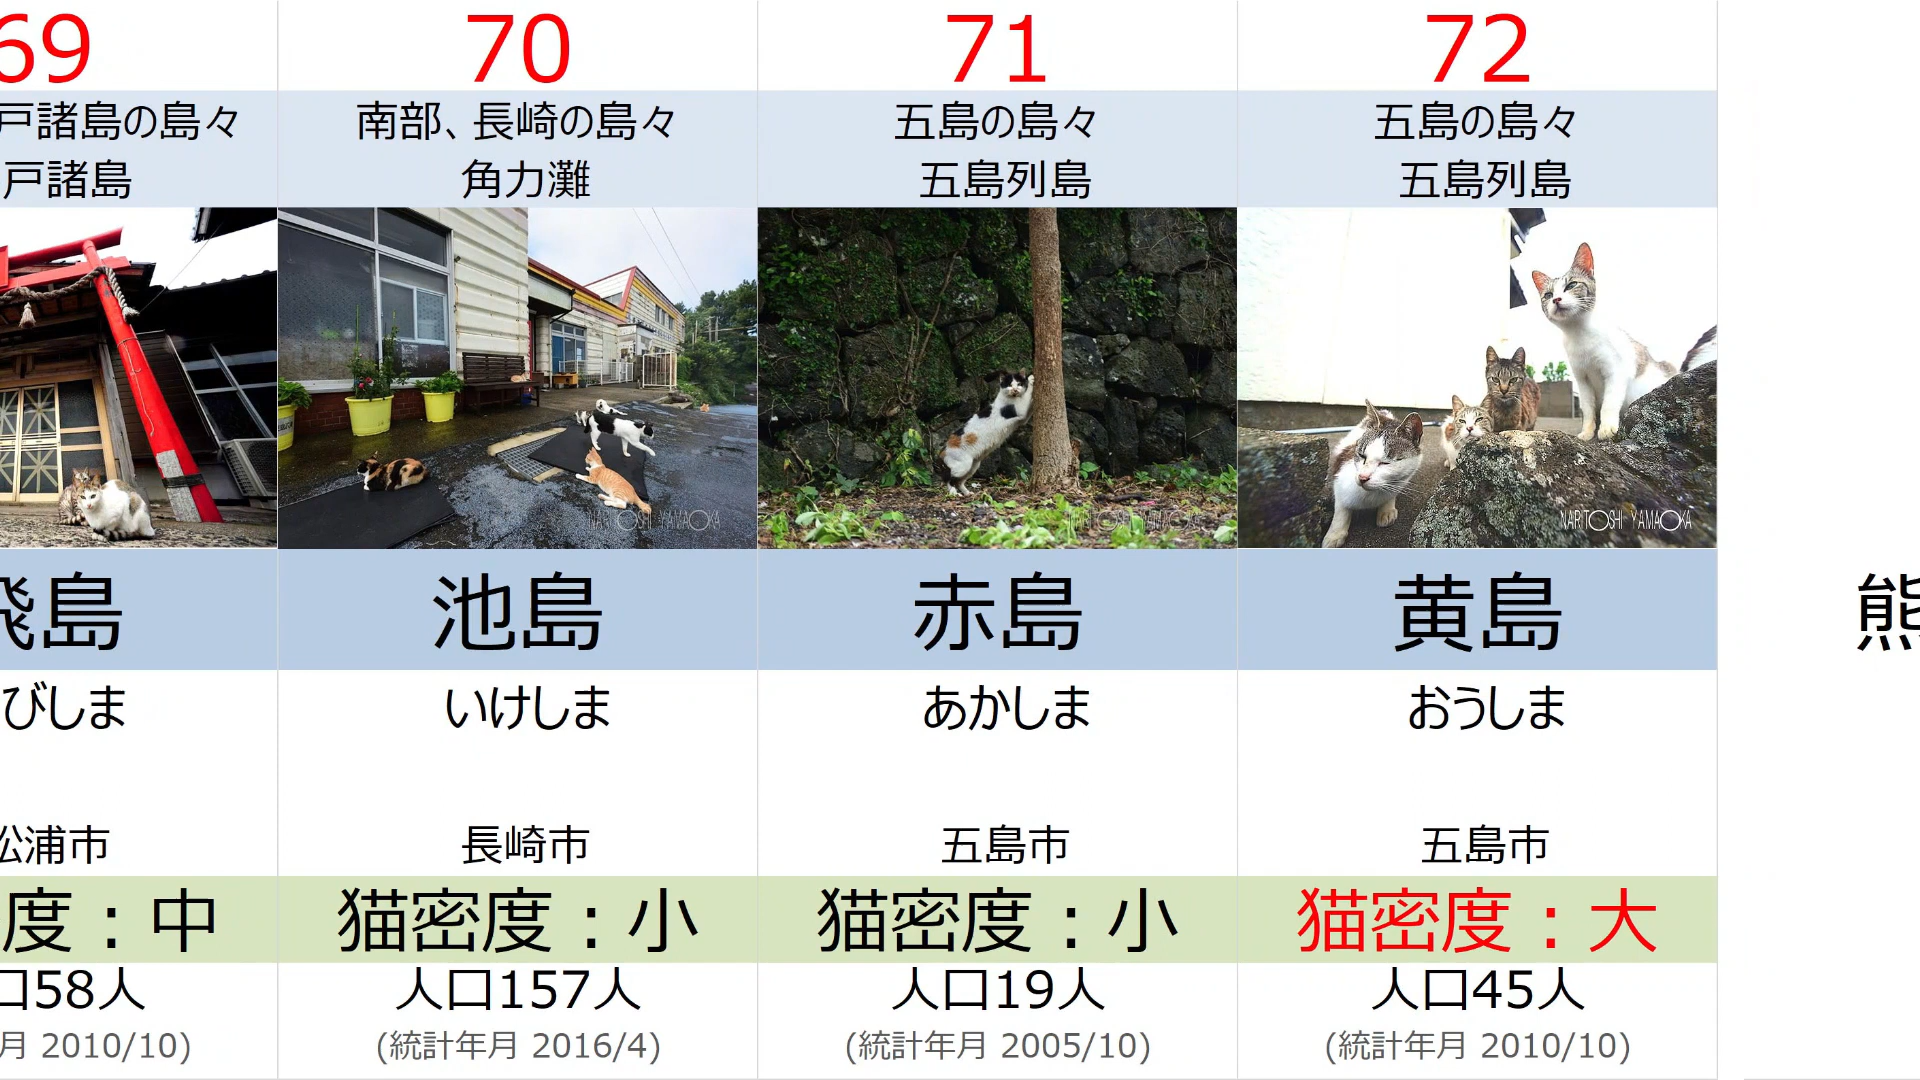 69
戸諸島の島々
戸諸島
飛島
びしま
松浦市
度：中
口58人
月 2010/10)
70
南部、長崎の島々
角力灘
NARITOSHI YAMAOKA
池島
いけしま
長崎市
猫密度：小
人口157人
(統計年月 2016/4)
71
五島の島々
五島列島
NARITOSHI YAMAOKA
赤島
あかしま
五島市
猫密度：小
人口19人
(統計年月 2005/10)
72
五島の島々
五島列島
NARITOSHI YAMAOKA
黄島
おうしま
五島市
猫密度：大
人口45人
(統計年月 2010/10)
熊